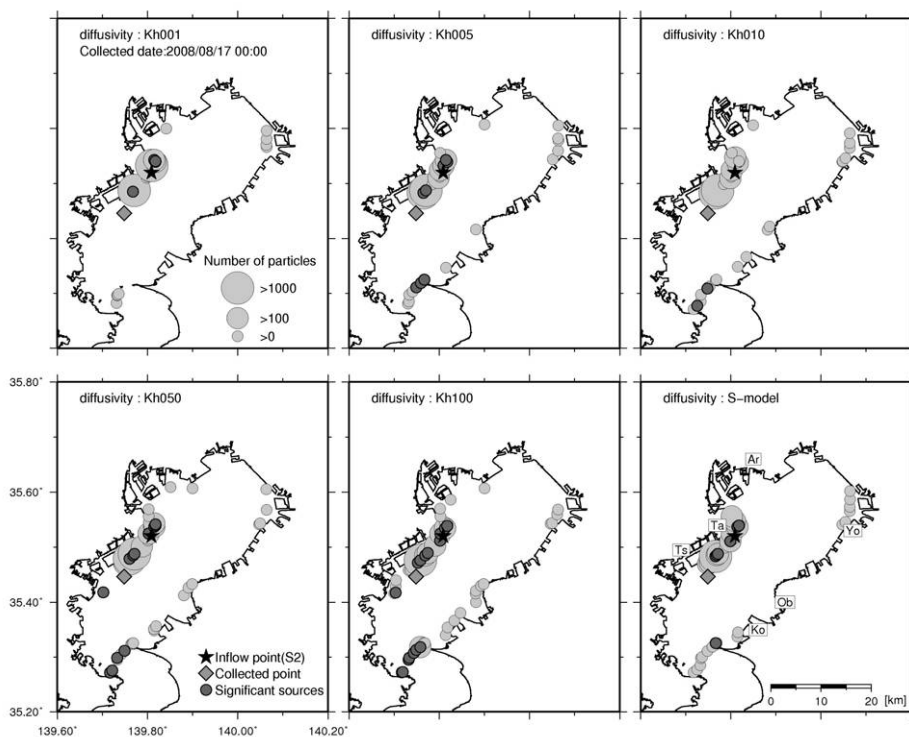 diffusivity : Kh001
Collected date:2008/08/17 00:00
diffusivity : Kh005
diffusivity : Kh010
Number of particles
>1000
>100
>0
35.80°
35.60°
35.40°
35.20°
diffusivity : Kh050
Inflow point(S2)
Collected point
Significant sources
139.60°
139.80°
140.00°
140.20°
diffusivity : Kh100
diffusivity : S-model
Ar
Ta
Yo
Ts
Ob
Ko
0 10 20
[km]